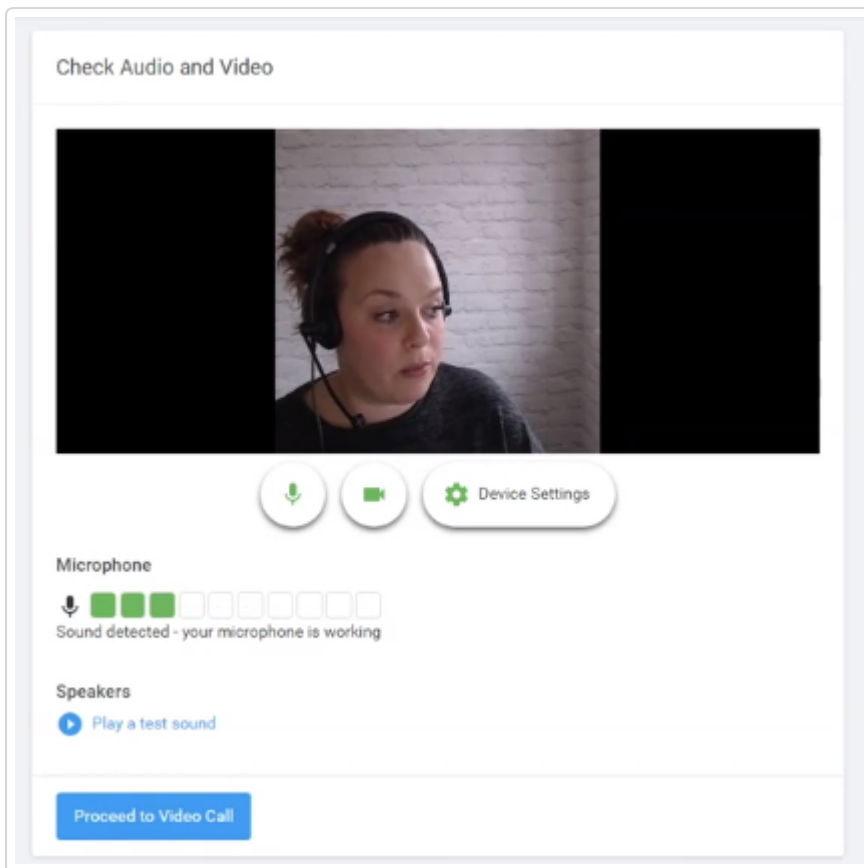 Check Audio and Video
Device Settings
Microphone
Sound detected - your microphone is working
Speakers
Play a test sound
Proceed to Video Call